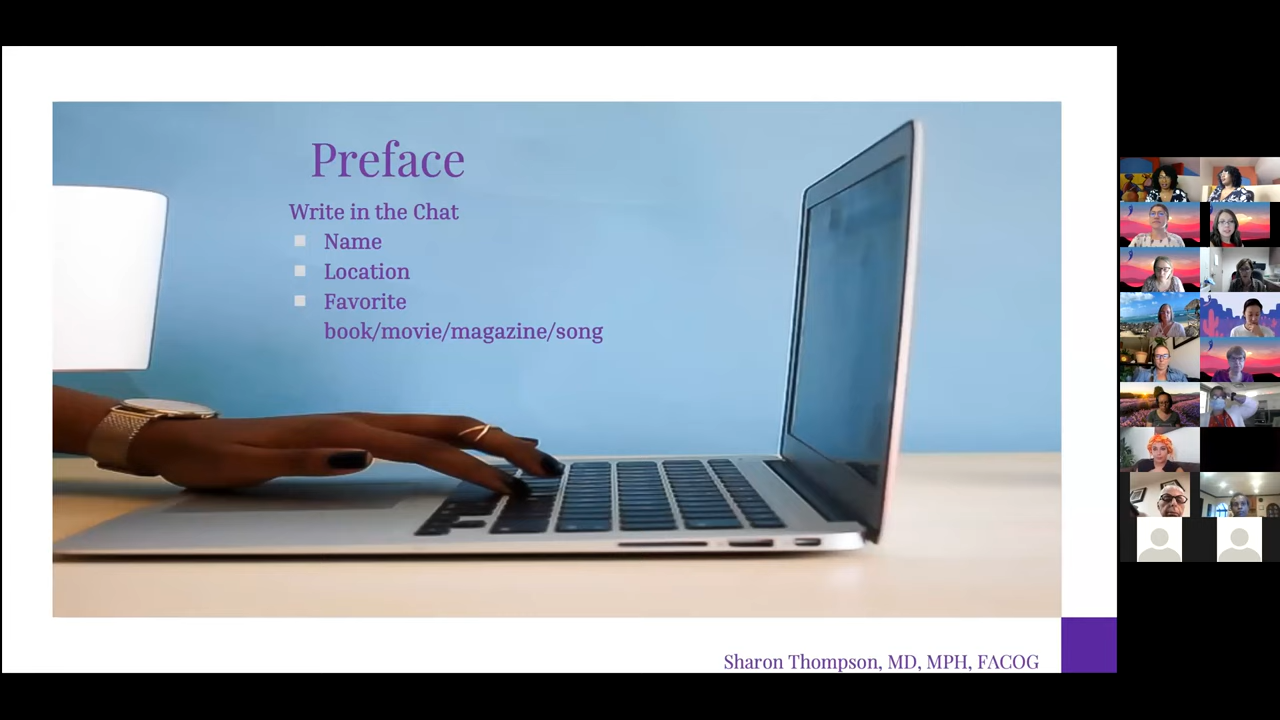 Preface
Write in the Chat
Name
Location
Favorite
book/movie/magazine/song
Sharon Thompson, MD, MPH, FACOG